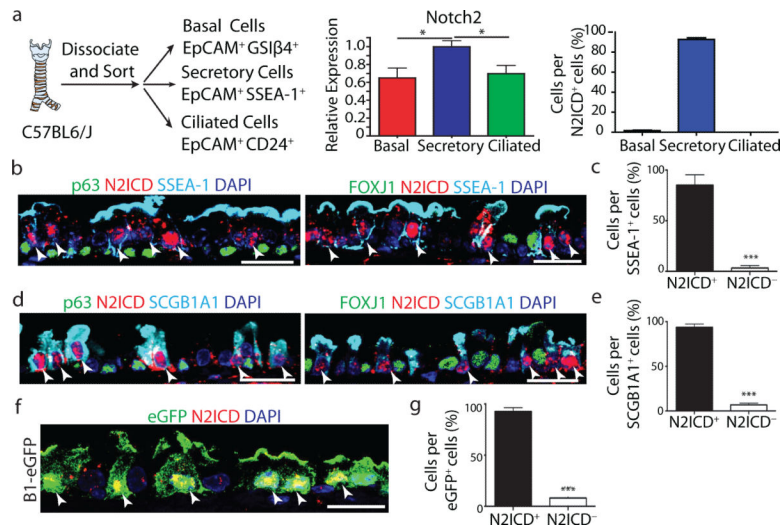 a
C57BL6/J
Dissociate
and Sort
Basal Cells
EpCAM⁺ GSIβ4⁺
Secretory Cells
EpCAM⁺ SSEA-1⁺
Ciliated Cells
EpCAM⁺ CD24⁺
Notch2
Relative Expression
1.0
0.8
0.6
0.4
0.2
0
*
*
Basal Secretory Ciliated
Cells per
N2ICD⁺ cells (%)
100
80
60
40
20
0
Basal Secretory Ciliated
b
p63 N2ICD SSEA-1 DAPI
FOXJ1 N2ICD SSEA-1 DAPI
c
Cells per
SSEA-1⁺ cells (%)
100
50
0
***
N2ICD⁺ N2ICD⁻
d
p63 N2ICD SCGB1A1 DAPI
FOXJ1 N2ICD SCGB1A1 DAPI
e
Cells per
SCGB1A1⁺ cells (%)
100
50
0
***
N2ICD⁺ N2ICD⁻
f
eGFP N2ICD DAPI
B1-eGFP
g
Cells per
eGFP⁺ cells (%)
100
50
0
***
N2ICD⁺ N2ICD⁻